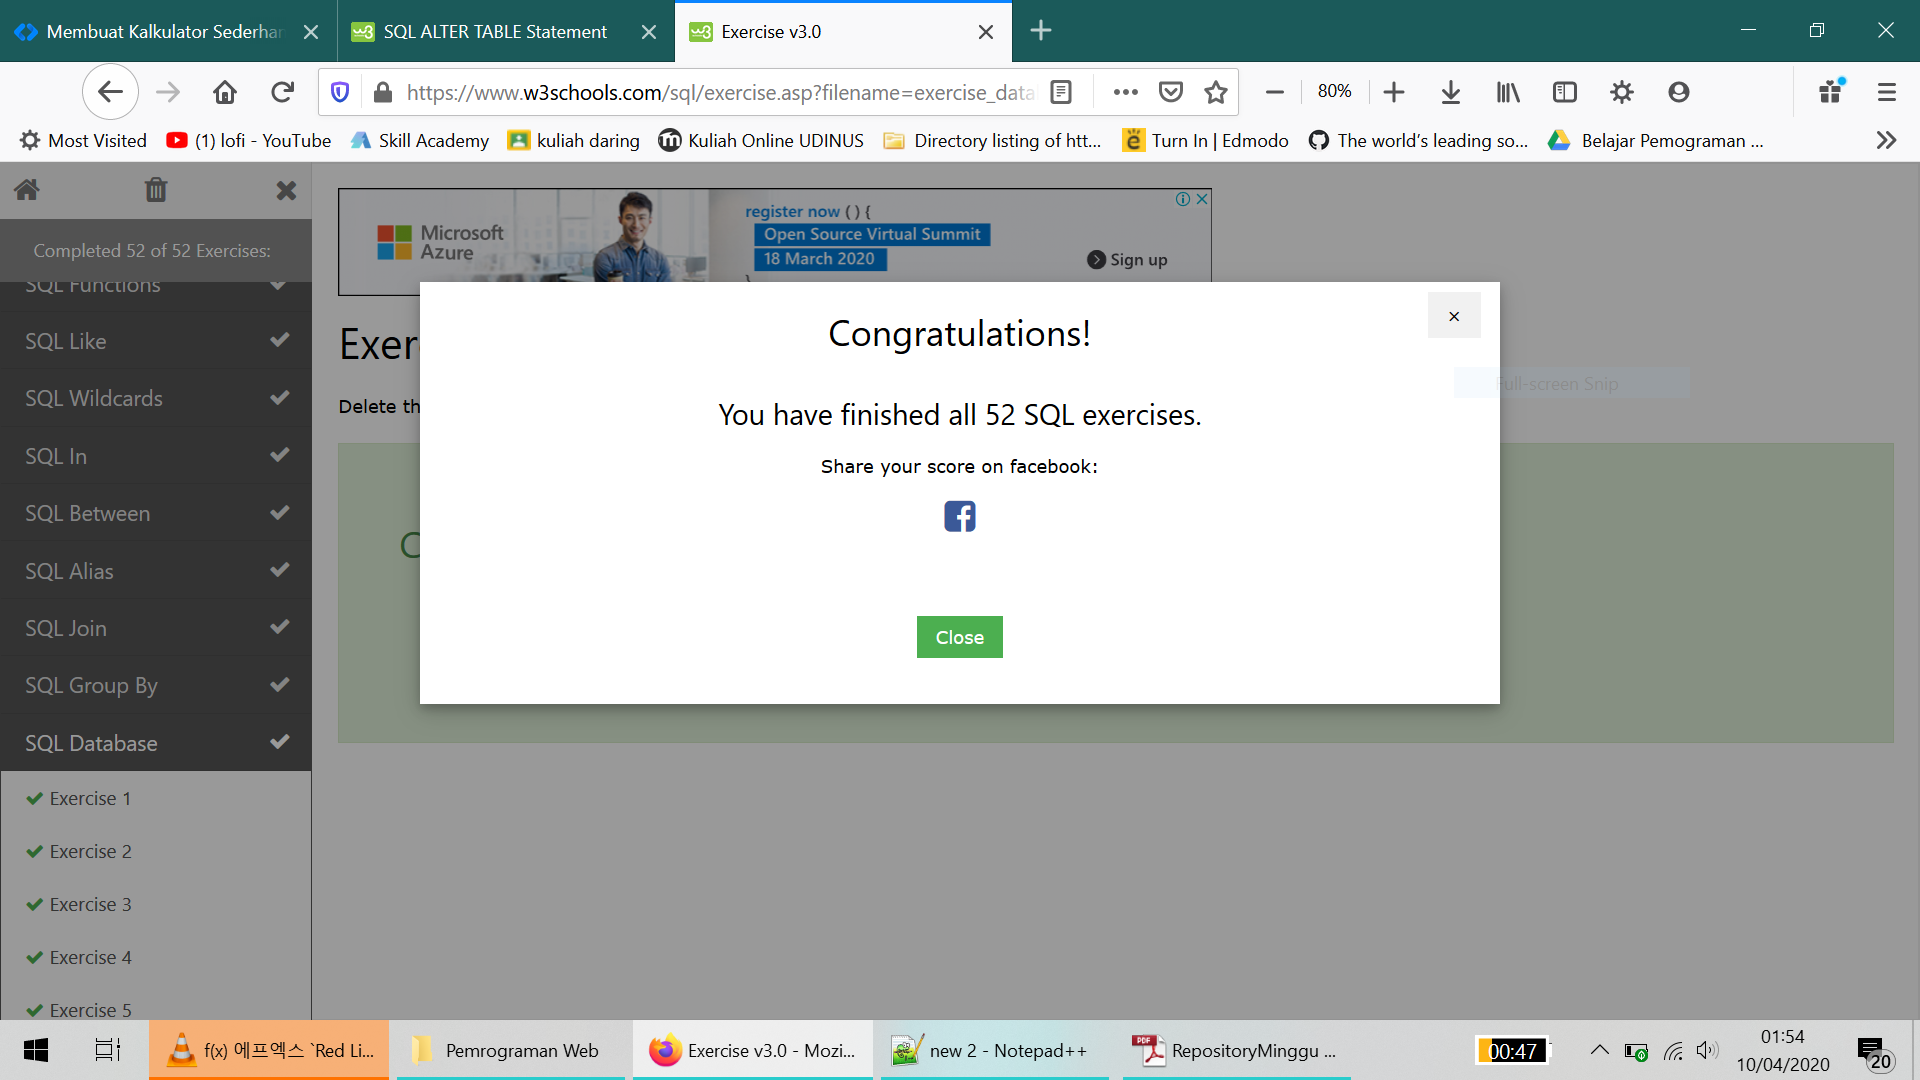 Membuat Kalkulator Sederha
SQL ALTER TABLE Statement
Exercise v3.0
https://www.w3schools.com/sql/exercise.asp?filename=exercise_data
80%
Most Visited
(1) lofi - YouTube
Skill Academy
kuliah daring
Kuliah Online UDINUS
Directory listing of htt...
Turn In | Edmodo
The world's leading so...
Belajar Pemograman ...
Completed 52 of 52 Exercises:
SQL Functions
SQL Like
SQL Wildcards
SQL In
SQL Between
SQL Alias
SQL Join
SQL Group By
SQL Database
Exercise 1
Exercise 2
Exercise 3
Exercise 4
Exercise 5
Microsoft
Azure
register now ( ) {
Open Source Virtual Summit
18 March 2020
}
Sign up
Exer
Delete th
C
Congratulations!
×
You have finished all 52 SQL exercises.
Share your score on facebook:
Close
Full-screen Snip
f(x) 에프엑스 `Red Li...
Pemrograman Web
Exercise v3.0 - Mozi...
new 2 - Notepad++
PDF
RepositoryMinggu ...
00:47
01:54
10/04/2020
20